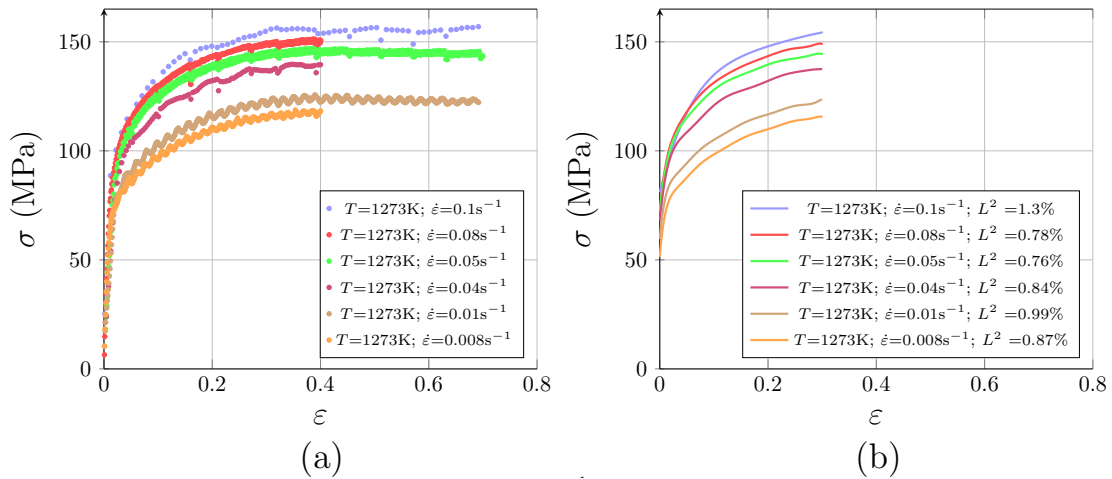 150
100
50
0
0
0.2
0.4
0.6
0.8
σ (MPa)
ε
T=1273K; ε̇=0.1s⁻¹
T=1273K; ε̇=0.08s⁻¹
T=1273K; ε̇=0.05s⁻¹
T=1273K; ε̇=0.04s⁻¹
T=1273K; ε̇=0.01s⁻¹
T=1273K; ε̇=0.008s⁻¹
(a)
150
100
50
0
0
0.2
0.4
0.6
0.8
σ (MPa)
ε
T=1273K; ε̇=0.1s⁻¹; L² =1.3%
T=1273K; ε̇=0.08s⁻¹; L² =0.78%
T=1273K; ε̇=0.05s⁻¹; L² =0.76%
T=1273K; ε̇=0.04s⁻¹; L² =0.84%
T=1273K; ε̇=0.01s⁻¹; L² =0.99%
T=1273K; ε̇=0.008s⁻¹; L² =0.87%
(b)